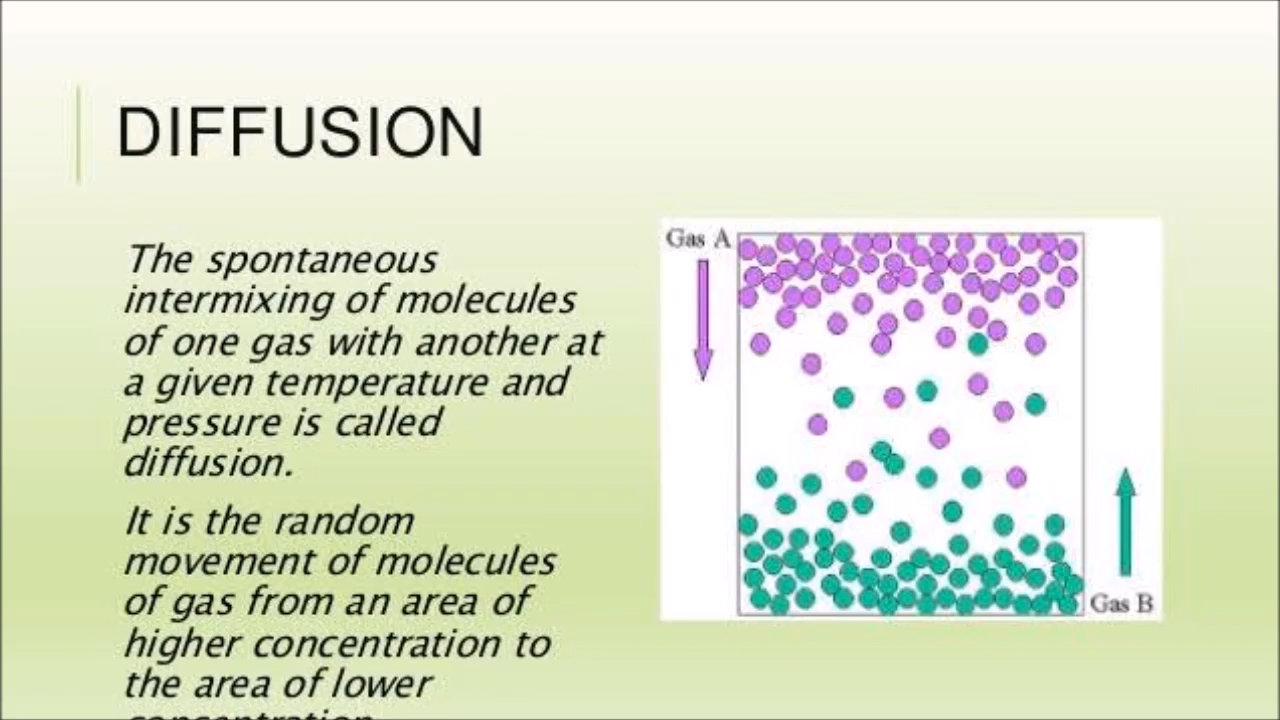 DIFFUSION
The spontaneous
intermixing of molecules
of one gas with another at
a given temperature and
pressure is called
diffusion.
It is the random
movement of molecules
of gas from an area of
higher concentration to
the area of lower
Gas A
Gas B